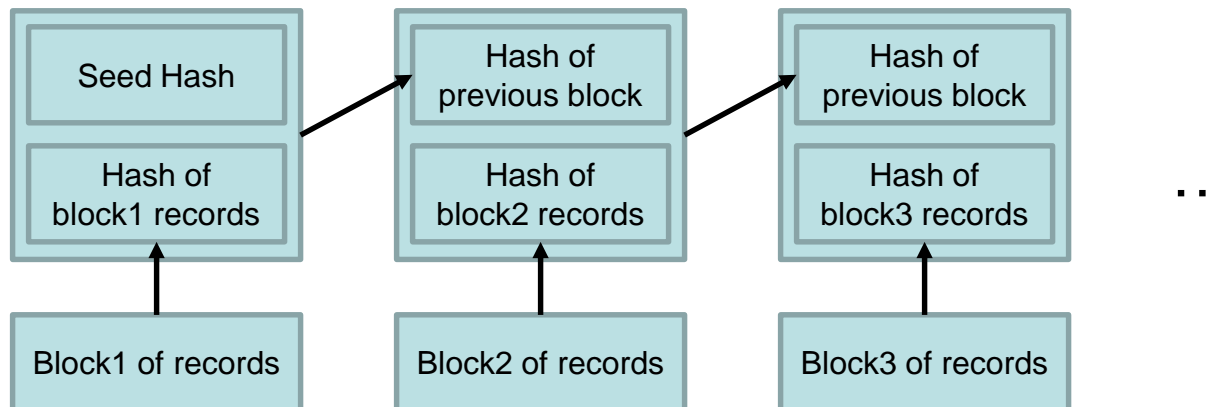 Seed Hash
Hash of
previous block
Hash of
previous block
Hash of
block1 records
Hash of
block2 records
Hash of
block3 records
..
Block1 of records
Block2 of records
Block3 of records